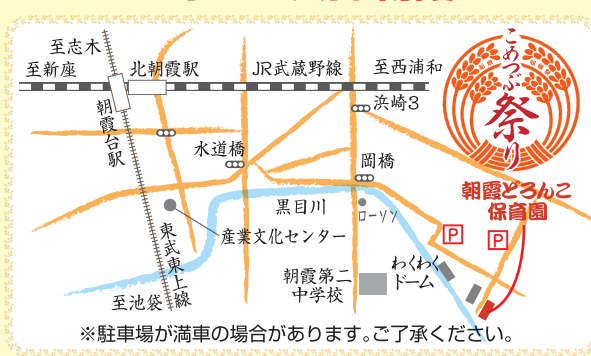 至志木
至新座
北朝霞駅
JR武蔵野線
至西浦和
こめつぶ
祭り
朝霞台駅
浜崎3
水道橋
岡橋
朝霞どろんこ
保育園
黒目川
ローソン
産業文化センター
P
P
東武東上線
わくわく
ドーム
朝霞第二
中学校
至池袋
※駐車場が満車の場合があります。ご了承ください。